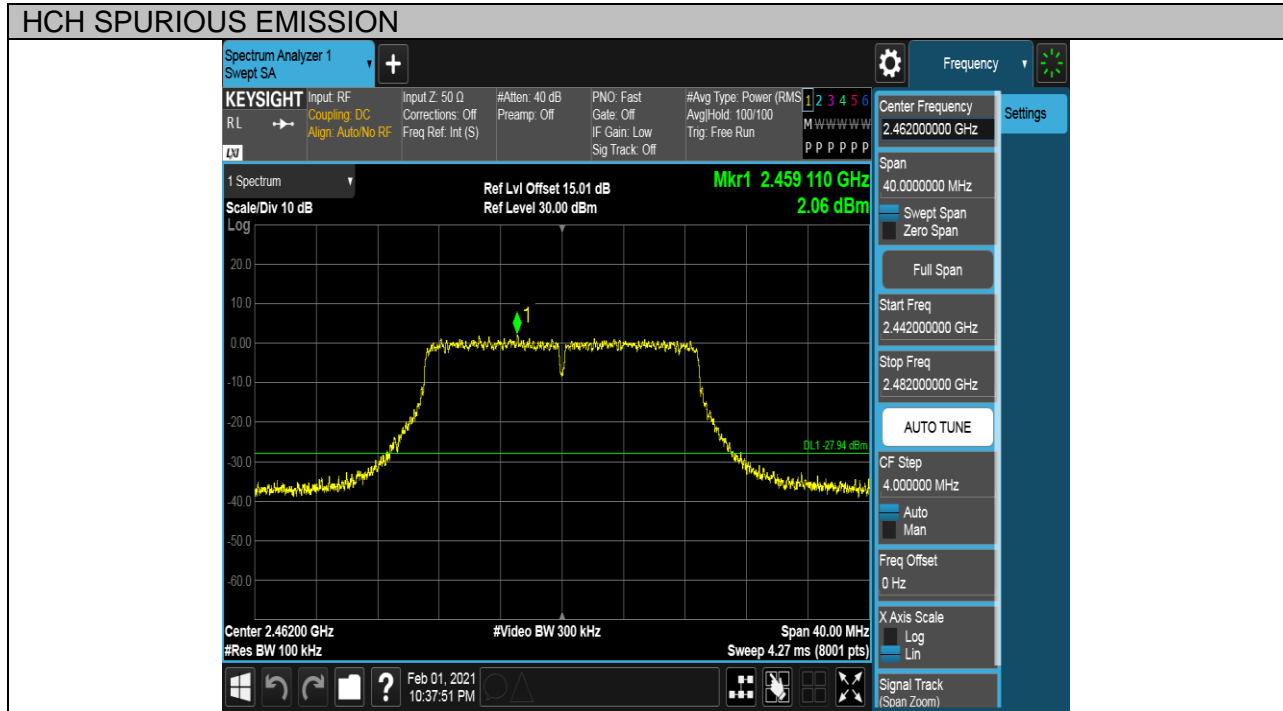 HCH SPURIOUS EMISSION
Spectrum Analyzer 1
Swept SA
Frequency
KEYSIGHT
RL
LXI
Input: RF
Coupling: DC
Align: Auto/No RF
Input Z: 50 Ω
Corrections: Off
Freq Ref: Int (S)
#Atten: 40 dB
Preamp: Off
PNO: Fast
Gate: Off
IF Gain: Low
Sig Track: Off
#Avg Type: Power (RMS
Avg|Hold: 100/100
Trig: Free Run
1 2 3 4 5 6
M W W W W W
P P P P P P
Center Frequency
2.462000000 GHz
Settings
Span
40.0000000 MHz
Swept Span
Zero Span
Full Span
Start Freq
2.442000000 GHz
Stop Freq
2.482000000 GHz
AUTO TUNE
CF Step
4.000000 MHz
Auto
Man
Freq Offset
0 Hz
X Axis Scale
Log
Lin
Signal Track
(Span Zoom)
1 Spectrum
Scale/Div 10 dB
Log
Ref Lvl Offset 15.01 dB
Ref Level 30.00 dBm
Mkr1 2.459 110 GHz
2.06 dBm
20.0
10.0
1
0.00
-10.0
-20.0
DL1 -27.94 dBm
-30.0
-40.0
-50.0
-60.0
Center 2.46200 GHz
#Video BW 300 kHz
Span 40.00 MHz
#Res BW 100 kHz
Sweep 4.27 ms (8001 pts)
?
Feb 01, 2021
10:37:51 PM